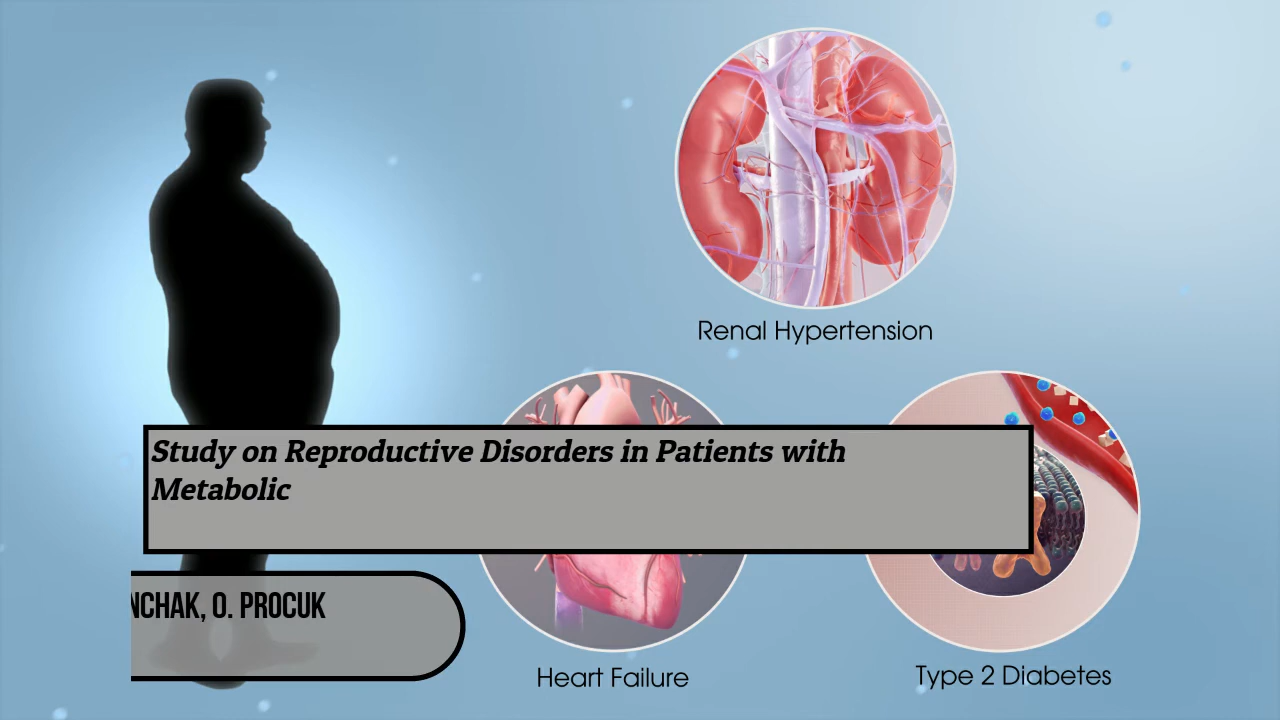 Renal Hypertension
Study on Reproductive Disorders in Patients with
Metabolic
NCHAK, O. PROCUK
Heart Failure
Type 2 Diabetes